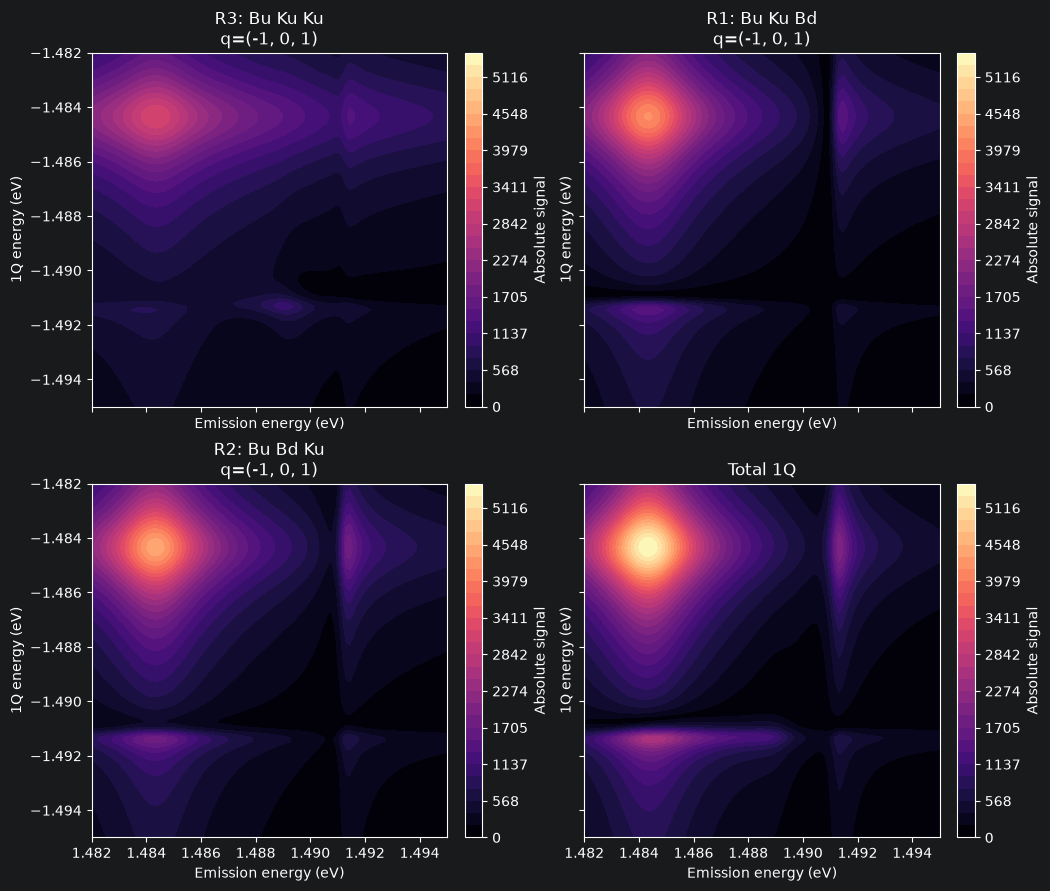 R3: Bu Ku Ku
q=(-1, 0, 1)
−1.482
−1.484
−1.486
−1.488
−1.490
−1.492
−1.494
1Q energy (eV)
Emission energy (eV)
5116
4548
3979
3411
2842
2274
1705
1137
568
0
Absolute signal
R1: Bu Ku Bd
q=(-1, 0, 1)
1Q energy (eV)
Emission energy (eV)
5116
4548
3979
3411
2842
2274
1705
1137
568
0
Absolute signal
R2: Bu Bd Ku
q=(-1, 0, 1)
−1.482
−1.484
−1.486
−1.488
−1.490
−1.492
−1.494
1Q energy (eV)
1.482 1.484 1.486 1.488 1.490 1.492 1.494
Emission energy (eV)
5116
4548
3979
3411
2842
2274
1705
1137
568
0
Absolute signal
Total 1Q
1Q energy (eV)
1.482 1.484 1.486 1.488 1.490 1.492 1.494
Emission energy (eV)
5116
4548
3979
3411
2842
2274
1705
1137
568
0
Absolute signal